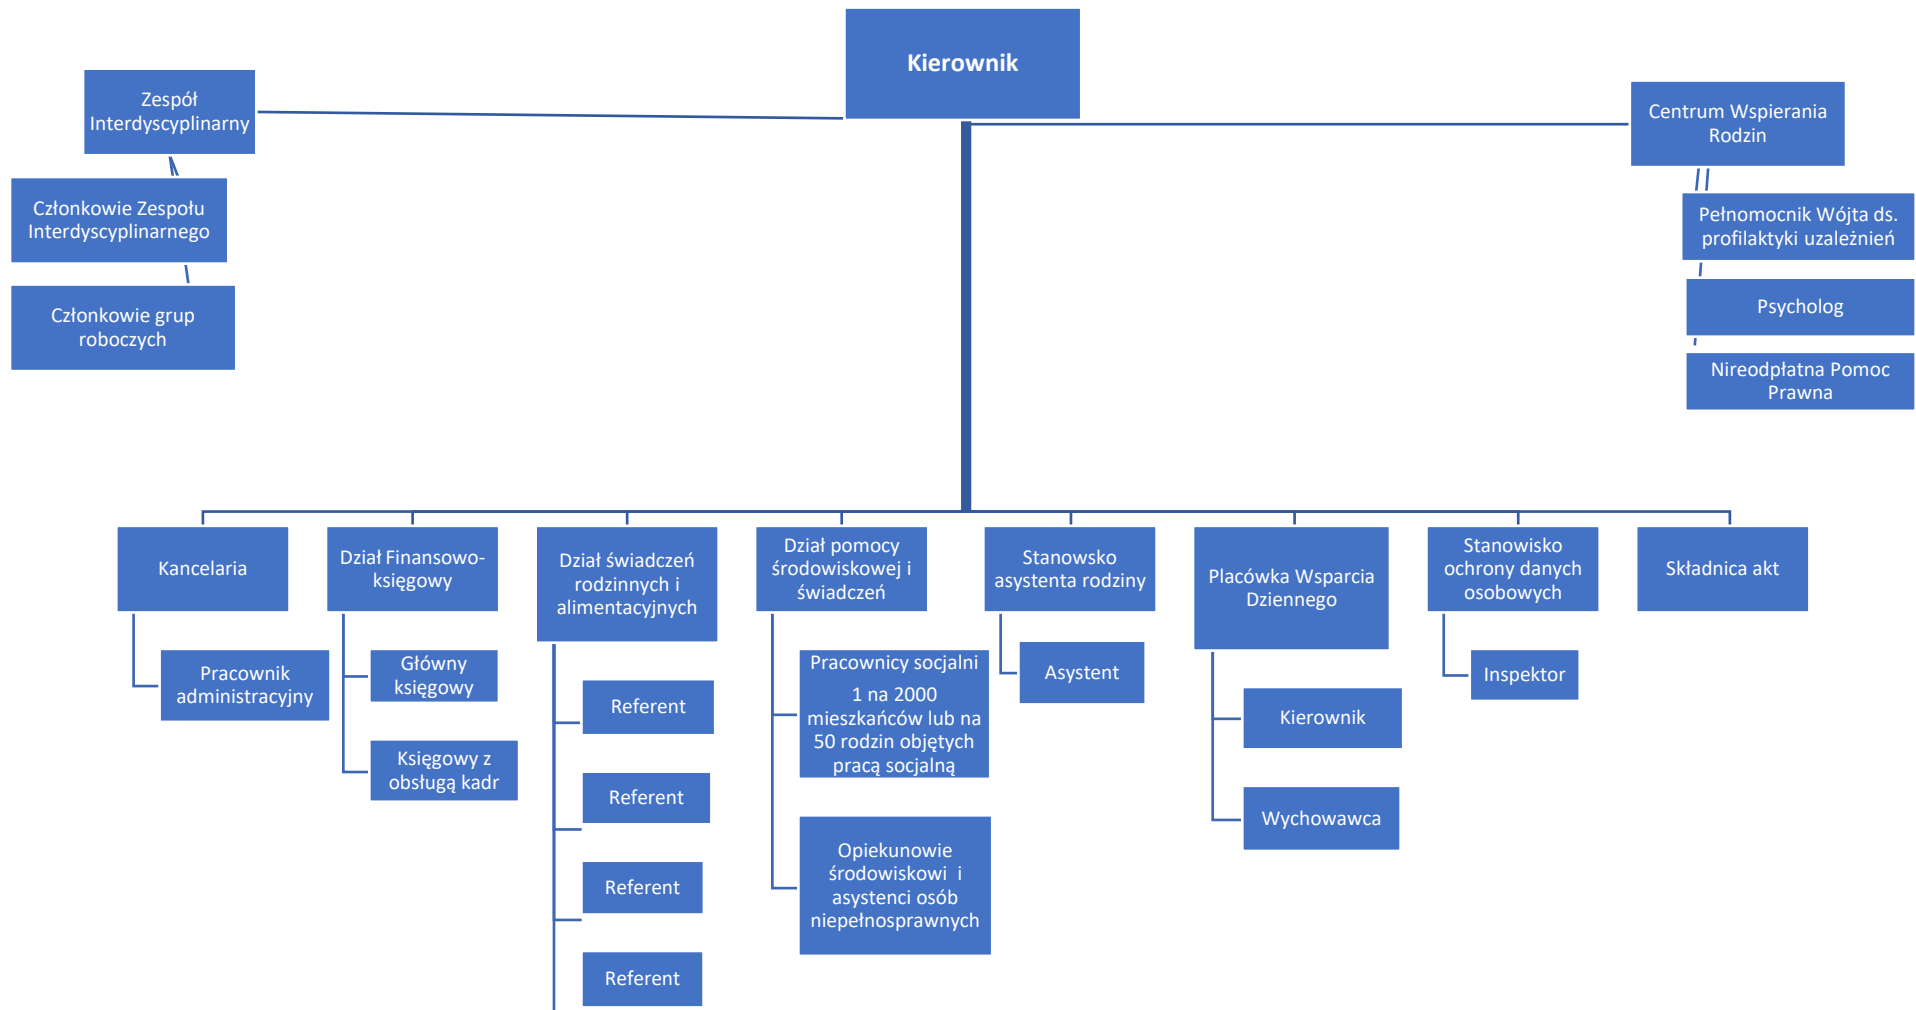 Kierownik
Zespół
Interdyscyplinarny
Centrum Wspierania
Rodzin
Członkowie Zespołu
Interdyscyplinarnego
Pełnomocnik Wójta ds.
profilaktyki uzależnień
Członkowie grup
roboczych
Psycholog
Nireodpłatna Pomoc
Prawna
Kancelaria
Dział Finansowo-
księgowy
Dział świadczeń
rodzinnych i
alimentacyjnych
Dział pomocy
środowiskowej i
świadczeń
Stanowsko
asystenta rodziny
Placówka Wsparcia
Dziennego
Stanowisko
ochrony danych
osobowych
Składnica akt
Pracownik
administracyjny
Główny
księgowy
Księgowy z
obsługą kadr
Referent
Referent
Referent
Referent
Pracownicy socjalni
1 na 2000
mieszkańców lub na
50 rodzin objętych
pracą socjalną
Opiekunowie
środowiskowi  i
asystenci osób
niepełnosprawnych
Asystent
Kierownik
Wychowawca
Inspektor